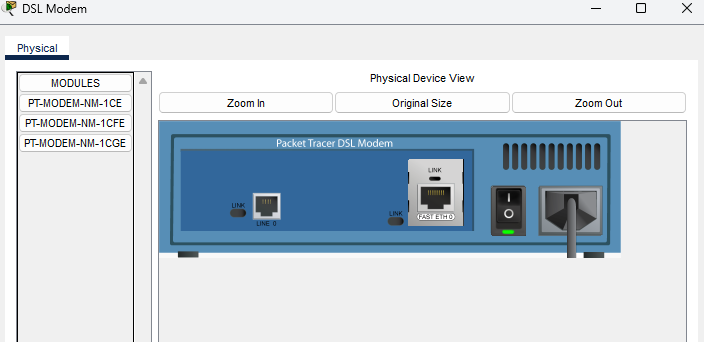 DSL Modem
Physical
MODULES
PT-MODEM-NM-1CE
PT-MODEM-NM-1CFE
PT-MODEM-NM-1CGE
Physical Device View
Zoom In
Original Size
Zoom Out
Packet Tracer DSL Modem
LINK
LINE 0
LINK
LINK
FAST ETH 0